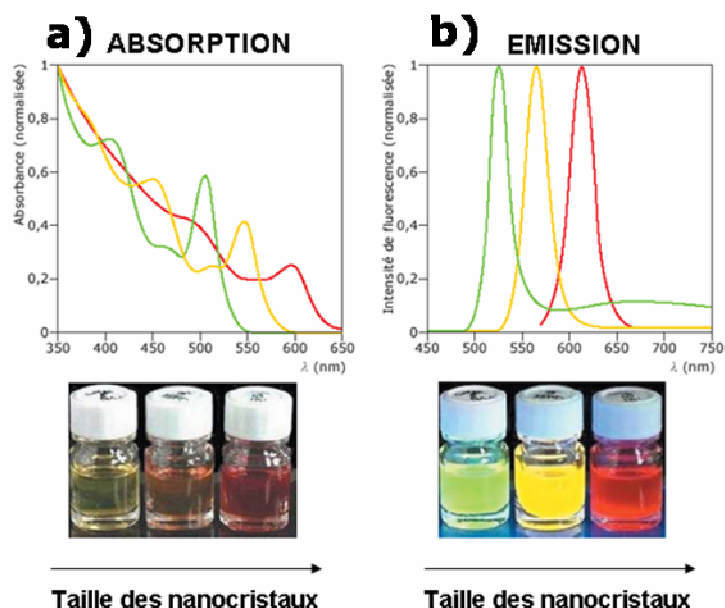 a) ABSORPTION
Absorbance (normalisée)
1
0,8
0,6
0,4
0,2
0
350 400 450 500 550 600 650
λ (nm)
Taille des nanocristaux
b) EMISSION
Intensité de fluorescence (normalisée)
1
0,8
0,6
0,4
0,2
0
450 500 550 600 650 700 750
λ (nm)
Taille des nanocristaux